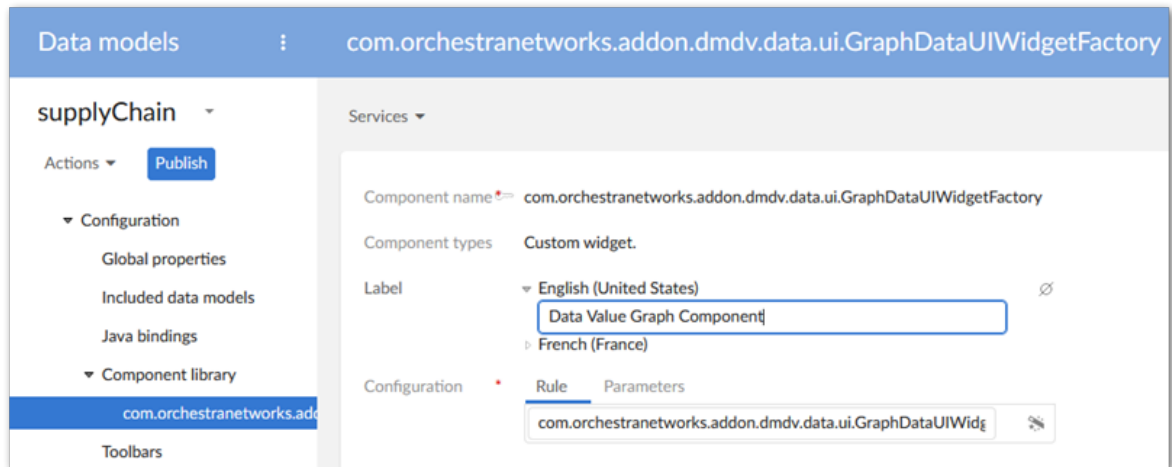 Data models
com.orchestranetworks.addon.dmdv.data.ui.GraphDataUIWidgetFactory
supplyChain
Services
Actions
Publish
Component name* com.orchestranetworks.addon.dmdv.data.ui.GraphDataUIWidgetFactory
Configuration
Component types Custom widget.
Global properties
Label English (United States)
Included data models
Data Value Graph Component
Java bindings
French (France)
Component library
Configuration * Rule Parameters
com.orchestranetworks.add
com.orchestranetworks.addon.dmdv.data.ui.GraphDataUIWidg
Toolbars